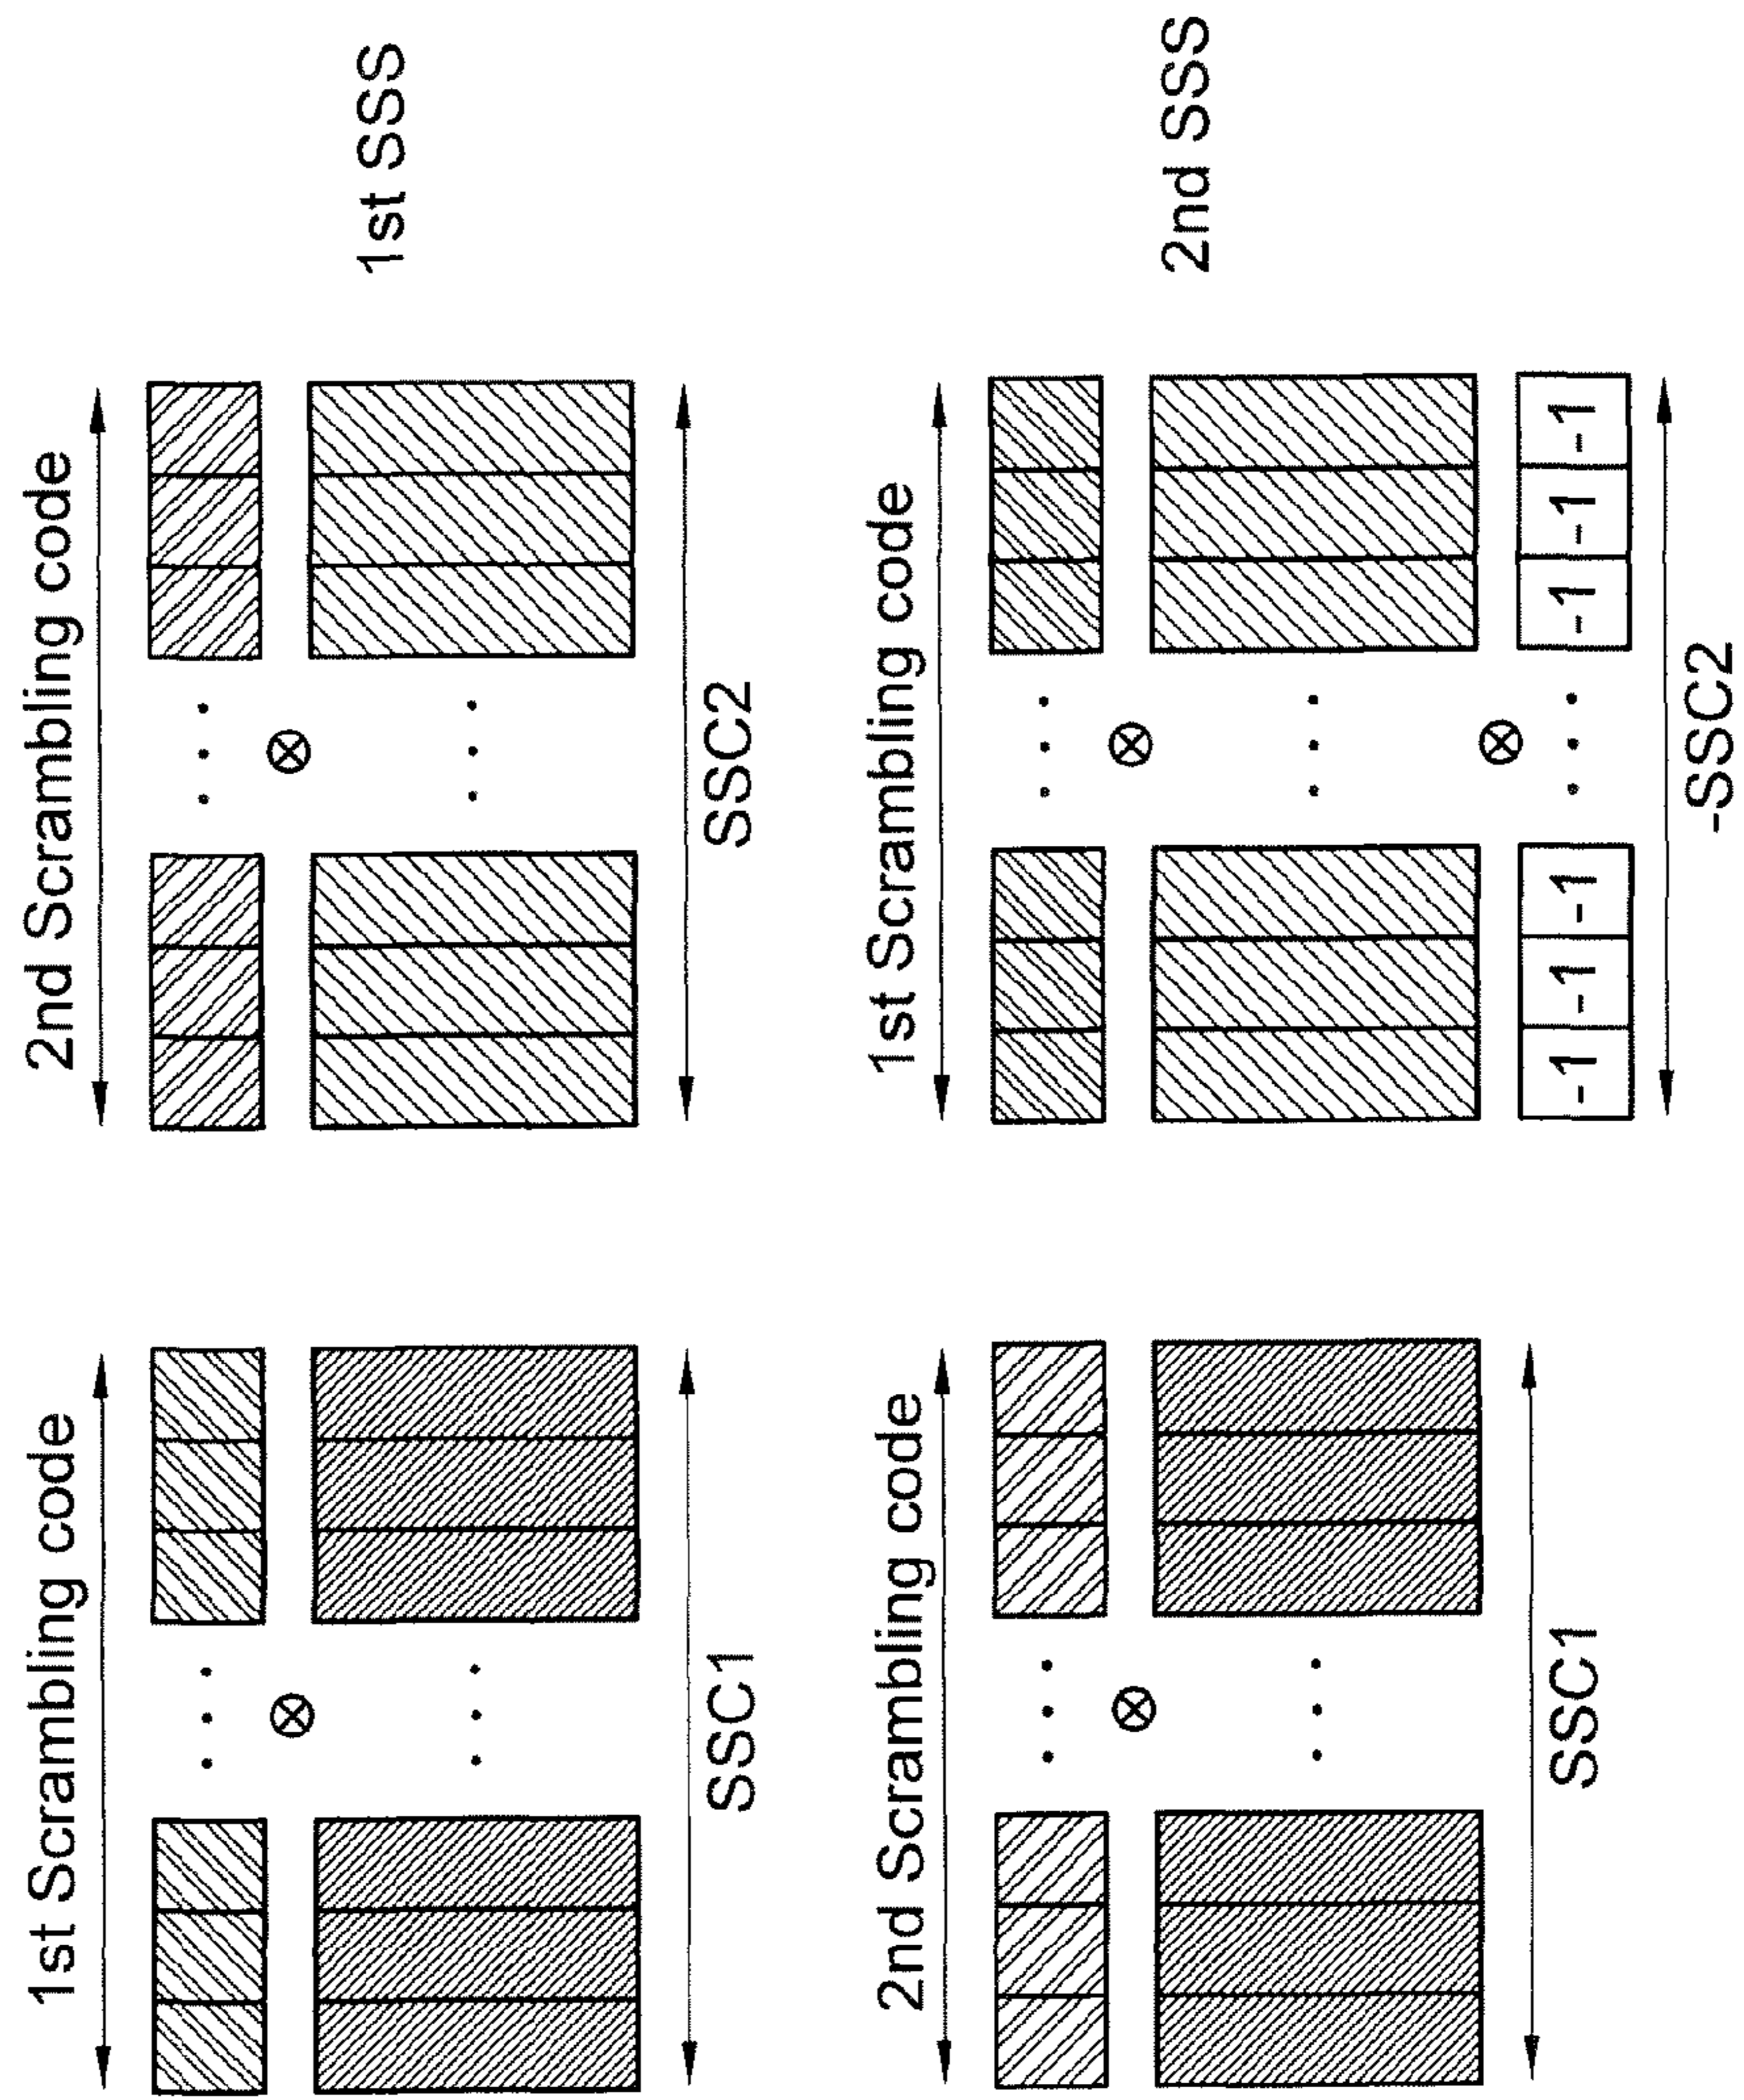 1st Scrambling code
2nd Scrambling code
1st SSS
SSC1
SSC2
2nd Scrambling code
1st Scrambling code
2nd SSS
-1 -1 -1 -1 -1 -1
SSC1
-SSC2